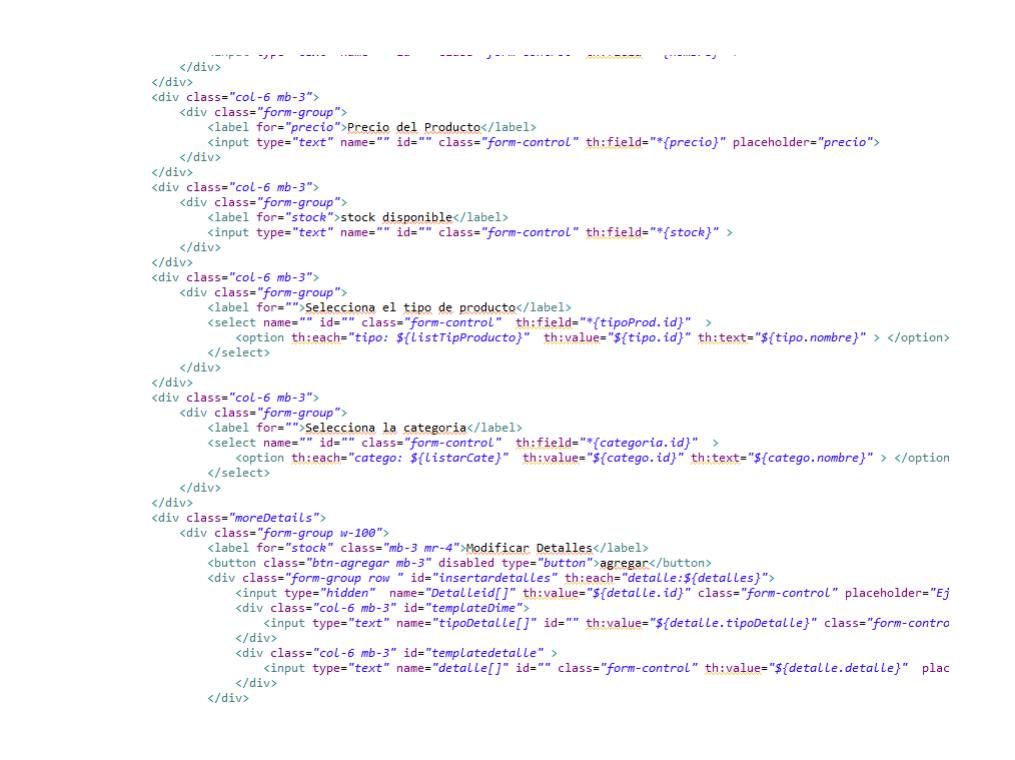 </div>
</div>
<div class="col-6 mb-3">
<div class="form-group">
<label for="precio">Precio del Producto</label>
<input type="text" name="" id="" class="form-control" th:field="*{precio}" placeholder="precio">
</div>
</div>
<div class="col-6 mb-3">
<div class="form-group">
<label for="stock">stock disponible</label>
<input type="text" name="" id="" class="form-control" th:field="*{stock}" >
</div>
</div>
<div class="col-6 mb-3">
<div class="form-group">
<label for="">Selecciona el tipo de producto</label>
<select name="" id="" class="form-control"  th:field="*{tipoProd.id}"  >
<option th:each="tipo: ${listTipProducto}"  th:value="${tipo.id}" th:text="${tipo.nombre}" > </option>
</select>
</div>
</div>
<div class="col-6 mb-3">
<div class="form-group">
<label for="">Selecciona la categoria</label>
<select name="" id="" class="form-control"  th:field="*{categoria.id}"  >
<option th:each="catego: ${listarCate}"  th:value="${catego.id}" th:text="${catego.nombre}" > </option
</select>
</div>
</div>
<div class="moreDetails">
<div class="form-group w-100">
<label for="stock" class="mb-3 mr-4">Modificar Detalles</label>
<button class="btn-agregar mb-3" disabled type="button">agregar</button>
<div class="form-group row " id="insertardetalles" th:each="detalle:${detalles}">
<input type="hidden"  name="Detalleid[]" th:value="${detalle.id}" class="form-control" placeholder="Ej
<div class="col-6 mb-3" id="templateDime">
<input type="text" name="tipoDetalle[]" id="" th:value="${detalle.tipoDetalle}" class="form-contro
</div>
<div class="col-6 mb-3" id="templatedetalle" >
<input type="text" name="detalle[]" id="" class="form-control" th:value="${detalle.detalle}"  plac
</div>
</div>